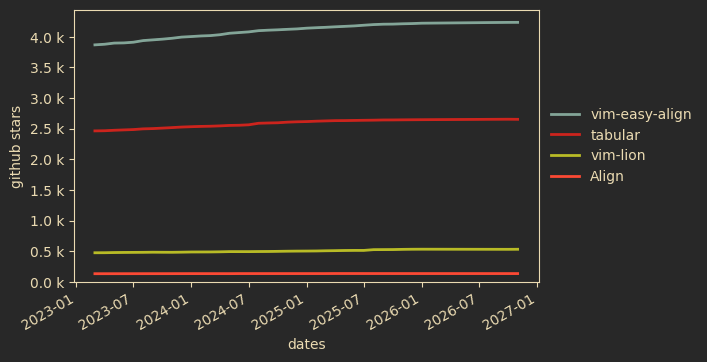 4.0 k
3.5 k
3.0 k
2.5 k
2.0 k
1.5 k
1.0 k
0.5 k
0.0 k
github stars
2023-01
2023-07
2024-01
2024-07
2025-01
2025-07
2026-01
2026-07
2027-01
dates
vim-easy-align
tabular
vim-lion
Align